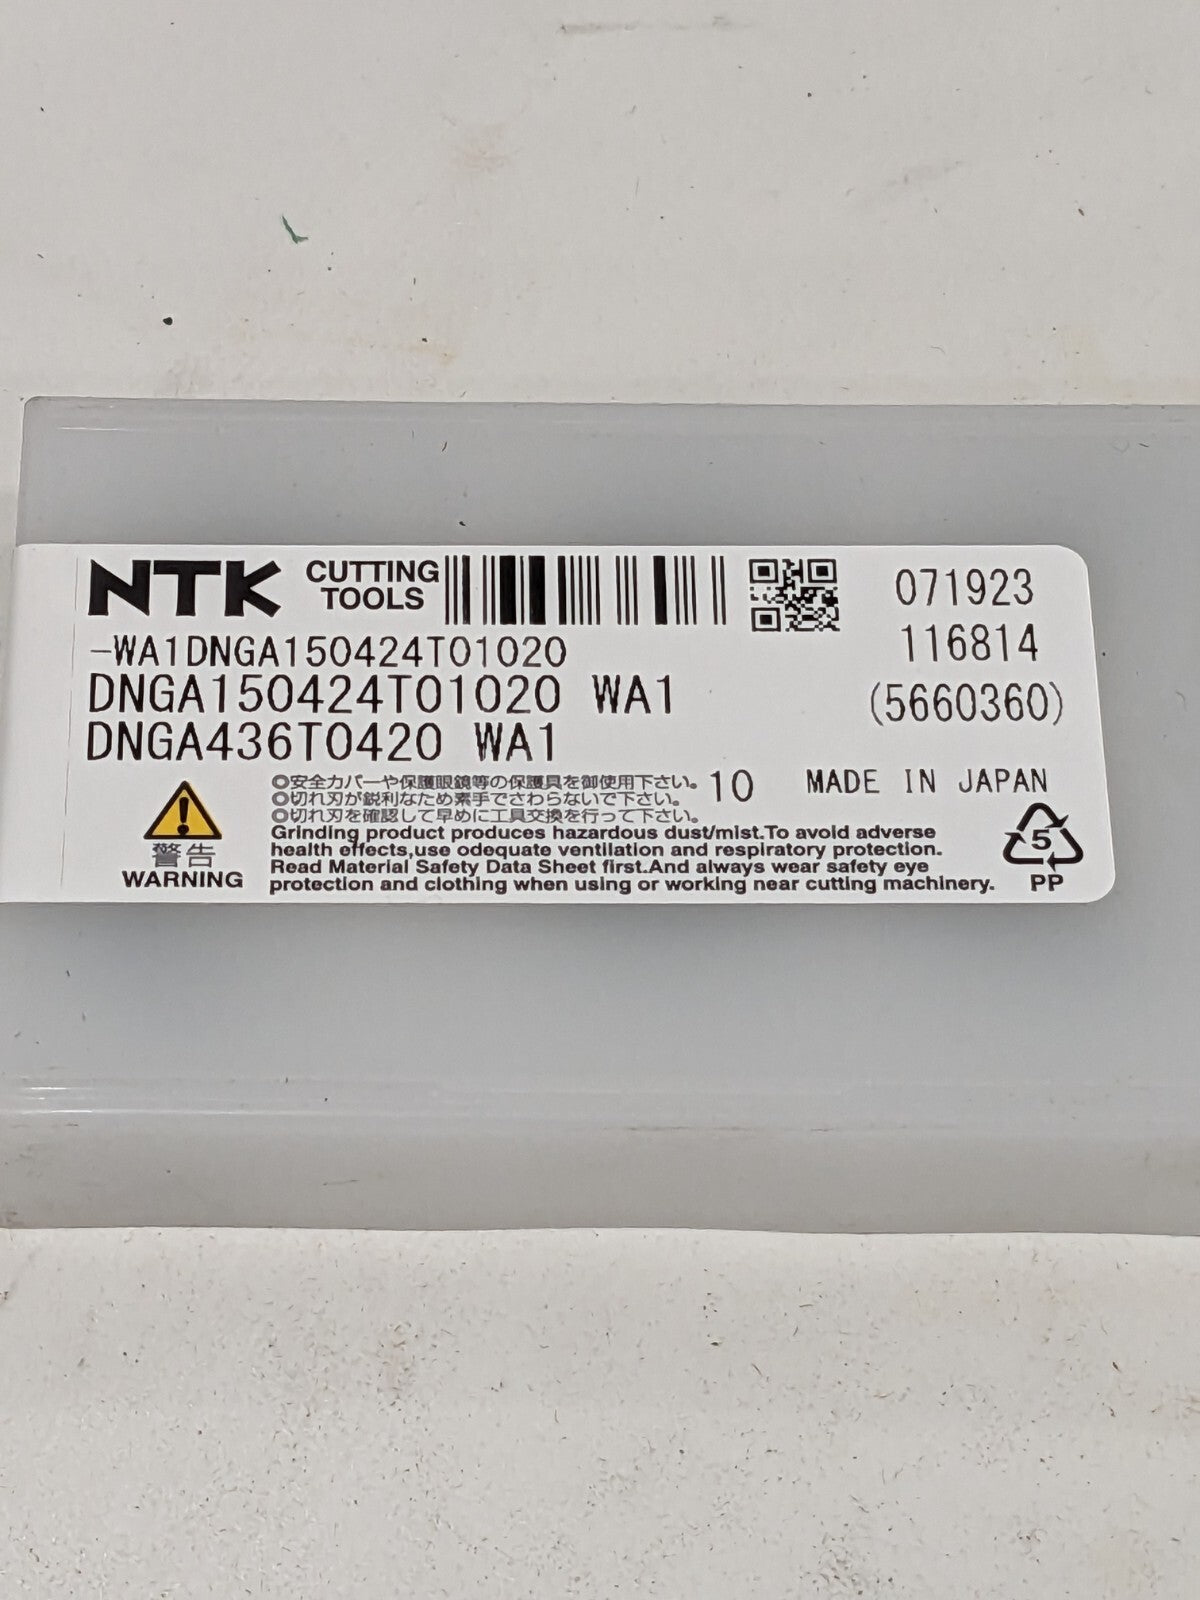 NTK CUTTING TOOLS
071923
-WA1DNGA150424T01020
116814
DNGA150424T01020 WA1
(5660360)
DNGA436T0420 WA1
◎安全カバーや保護眼鏡等の保護具を御使用下さい。
10 MADE IN JAPAN
◎切れ刃が鋭利なため素手でさわらないで下さい。
◎切れ刃を確認して早めに工具交換を行って下さい。
警告
WARNING
Grinding product produces hazardous dust/mist.To avoid adverse
health effects,use odequate ventilation and respiratory protection.
Read Material Safety Data Sheet first.And always wear safety eye
protection and clothing when using or working near cutting machinery.
5
PP